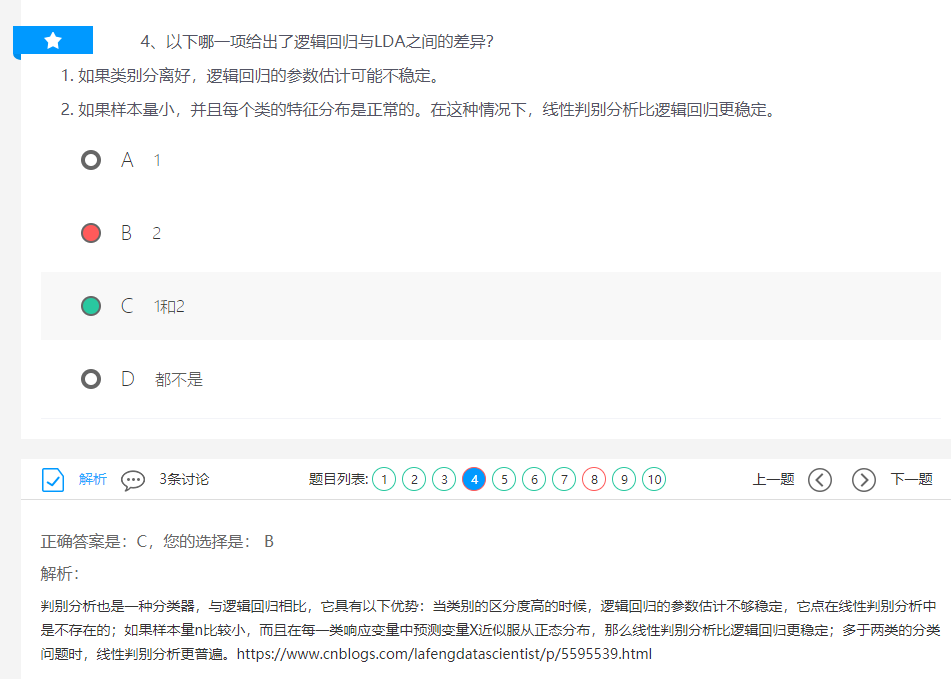 4、以下哪一项给出了逻辑回归与LDA之间的差异？
1. 如果类别分离好，逻辑回归的参数估计可能不稳定。
2. 如果样本量小，并且每个类的特征分布是正常的。在这种情况下，线性判别分析比逻辑回归更稳定。
A 1
B 2
C 1和2
D 都不是
解析 3条讨论 题目列表: 1 2 3 4 5 6 7 8 9 10 上一题 下一题
正确答案是：C，您的选择是： B
解析：
判别分析也是一种分类器，与逻辑回归相比，它具有以下优势：当类别的区分度高的时候，逻辑回归的参数估计不够稳定，它点在线性判别分析中
是不存在的；如果样本量n比较小，而且在每一类响应变量中预测变量X近似服从正态分布，那么线性判别分析比逻辑回归更稳定；多于两类的分类
问题时，线性判别分析更普遍。https://www.cnblogs.com/lafengdatascientist/p/5595539.html